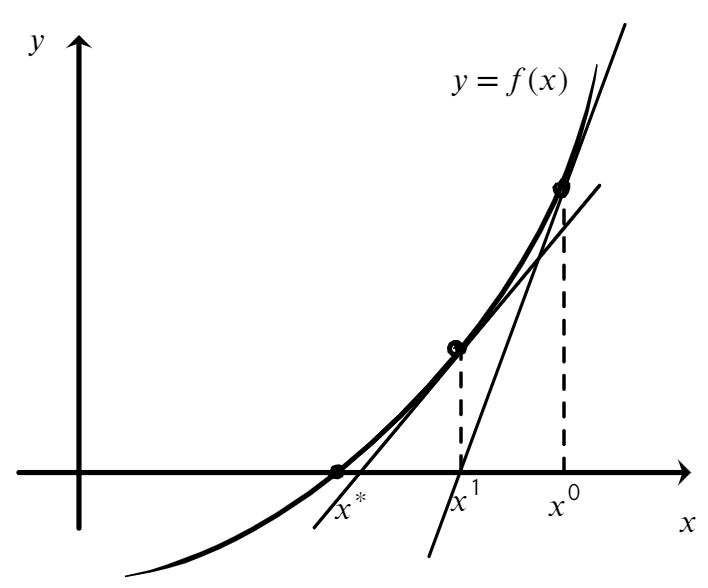 y
y = f(x)
x*
x¹
x⁰
x